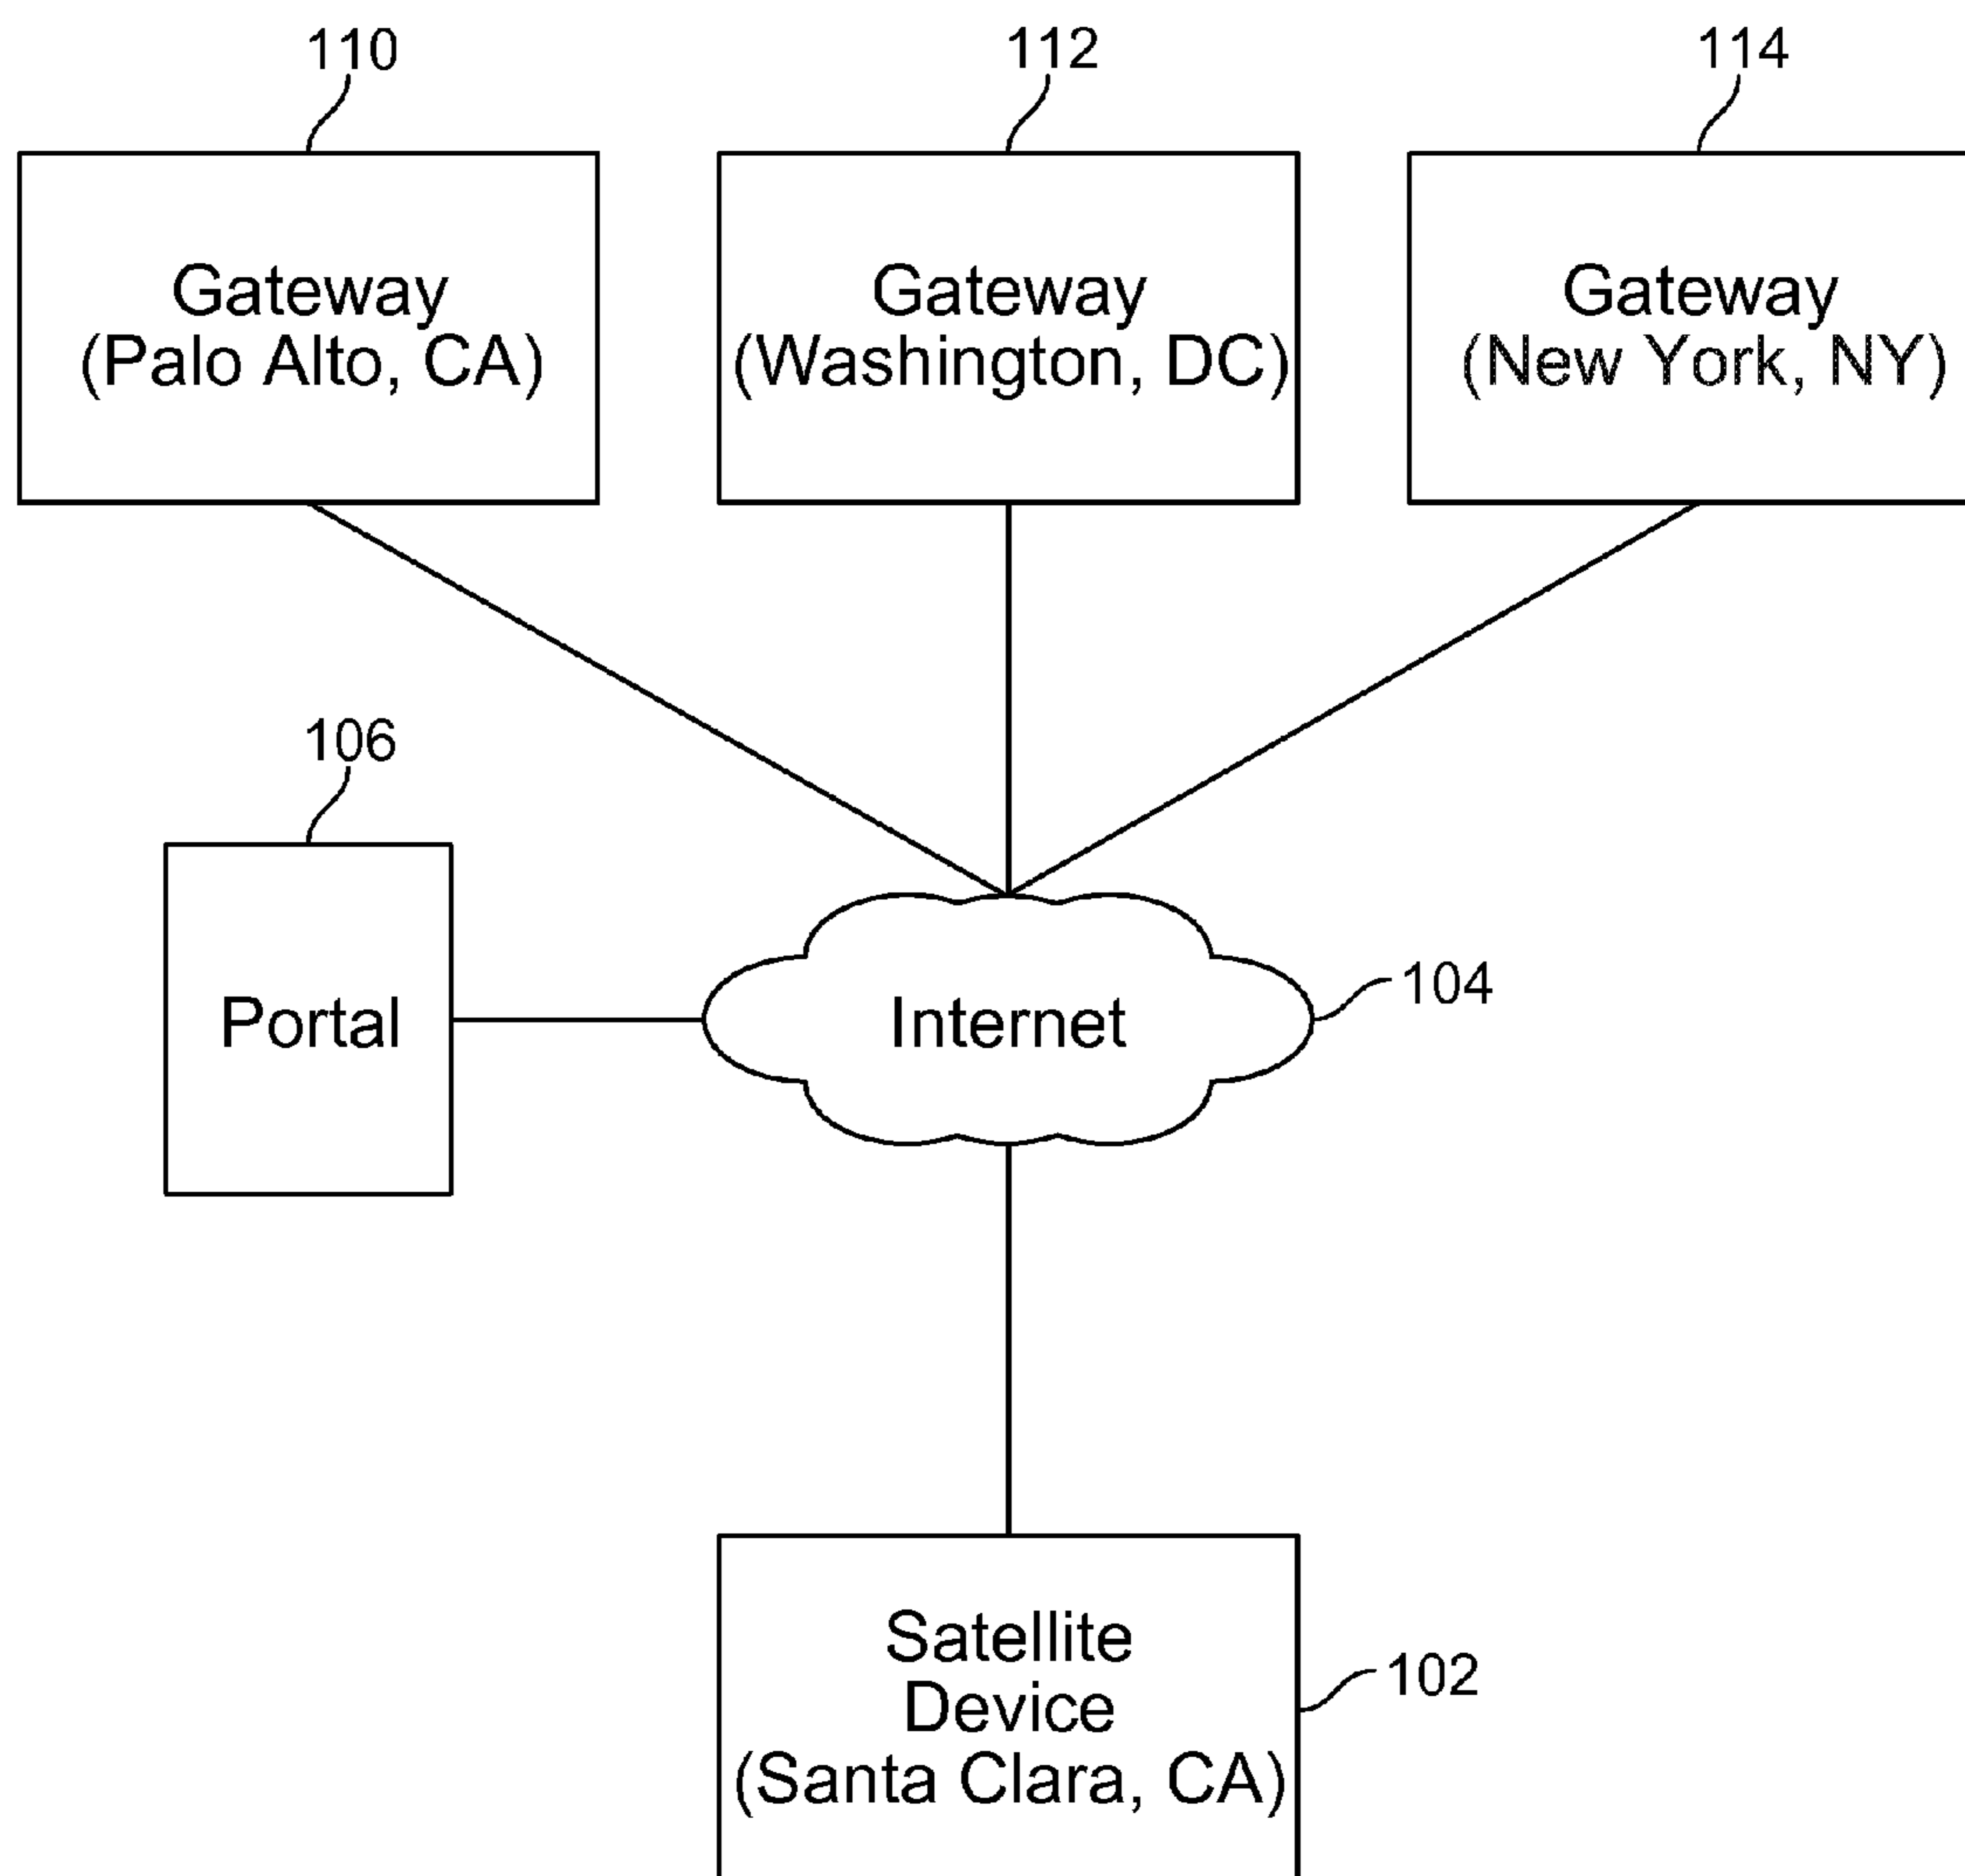 110
112
114
Gateway
(Palo Alto, CA)
Gateway
(Washington, DC)
Gateway
(New York, NY)
106
Portal
Internet
104
Satellite
Device
(Santa Clara, CA)
102